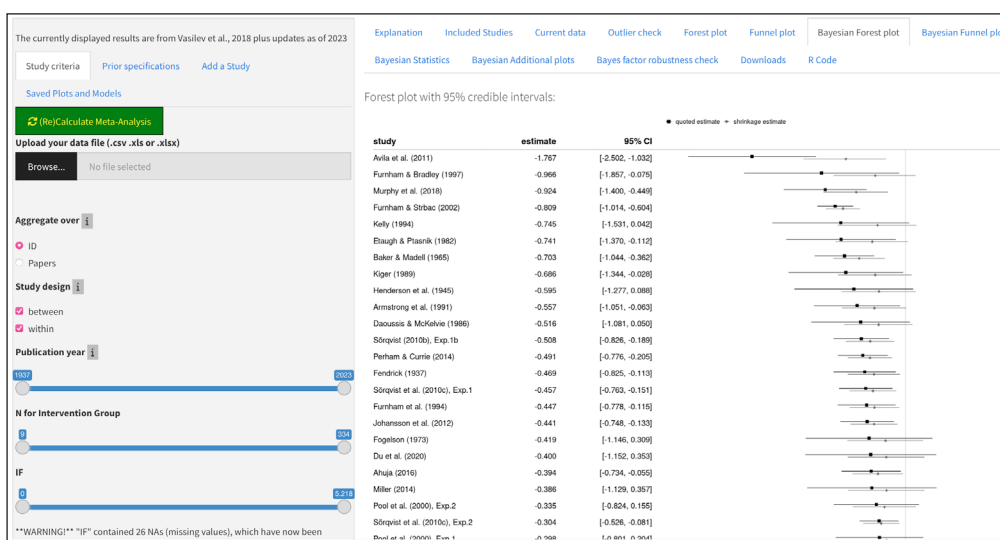 The currently displayed results are from Vasilev et al., 2018 plus updates as of 2023
Study criteria Prior specifications Add a Study
Saved Plots and Models
(Re)Calculate Meta-Analysis
Upload your data file (.csv .xls or .xlsx)
Browse... No file selected
Aggregate over i
ID
Papers
Study design i
between
within
Publication year i
1937 2023
N for Intervention Group
9 334
IF
0 5.218
**WARNING!** "IF" contained 26 NAs (missing values), which have now been
Explanation Included Studies Current data Outlier check Forest plot Funnel plot Bayesian Forest plot Bayesian Funnel plo
Bayesian Statistics Bayesian Additional plots Bayes factor robustness check Downloads R Code
Forest plot with 95% credible intervals:
quoted estimate shrinkage estimate
study estimate 95% CI
Avila et al. (2011) -1.767 [-2.502, -1.032]
Furnham & Bradley (1997) -0.966 [-1.857, -0.075]
Murphy et al. (2018) -0.924 [-1.400, -0.449]
Furnham & Strbac (2002) -0.809 [-1.014, -0.604]
Kelly (1994) -0.745 [-1.531, 0.042]
Etaugh & Ptasnik (1982) -0.741 [-1.370, -0.112]
Baker & Madell (1965) -0.703 [-1.044, -0.362]
Kiger (1989) -0.686 [-1.344, -0.028]
Henderson et al. (1945) -0.595 [-1.277, 0.088]
Armstrong et al. (1991) -0.557 [-1.051, -0.063]
Daoussis & McKelvie (1986) -0.516 [-1.081, 0.050]
Sörqvist (2010b), Exp.1b -0.508 [-0.826, -0.189]
Perham & Currie (2014) -0.491 [-0.776, -0.205]
Fendrick (1937) -0.469 [-0.825, -0.113]
Sörqvist et al. (2010c), Exp.1 -0.457 [-0.763, -0.151]
Furnham et al. (1994) -0.447 [-0.778, -0.115]
Johansson et al. (2012) -0.441 [-0.748, -0.133]
Fogelson (1973) -0.419 [-1.146, 0.309]
Du et al. (2020) -0.400 [-1.152, 0.353]
Ahuja (2016) -0.394 [-0.734, -0.055]
Miller (2014) -0.386 [-1.129, 0.357]
Pool et al. (2000), Exp.2 -0.335 [-0.824, 0.155]
Sörqvist et al. (2010c), Exp.2 -0.304 [-0.526, -0.081]
Pool et al. (2000), Exp.1 -0.298 [-0.801, 0.204]